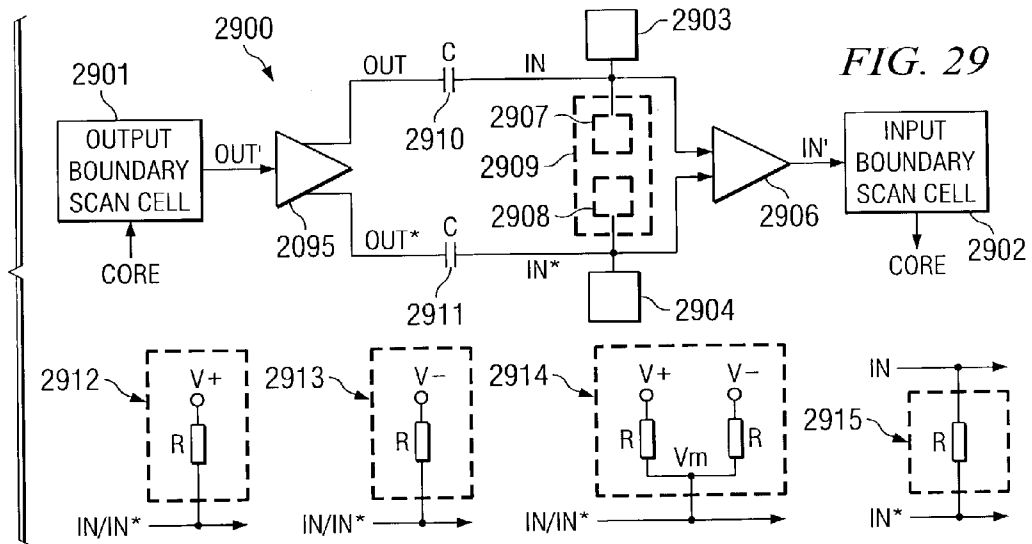 FIG. 29
2900
2903
2901
OUTPUT
BOUNDARY
SCAN CELL
CORE
OUT'
2095
OUT
C
2910
IN
OUT*
C
2911
IN*
2907
2909
2908
2904
2906
IN'
INPUT
BOUNDARY
SCAN CELL
2902
CORE
2912
V+
R
IN/IN*
2913
V−
R
IN/IN*
2914
V+ V−
R R
Vm
IN/IN*
IN
2915
R
IN*